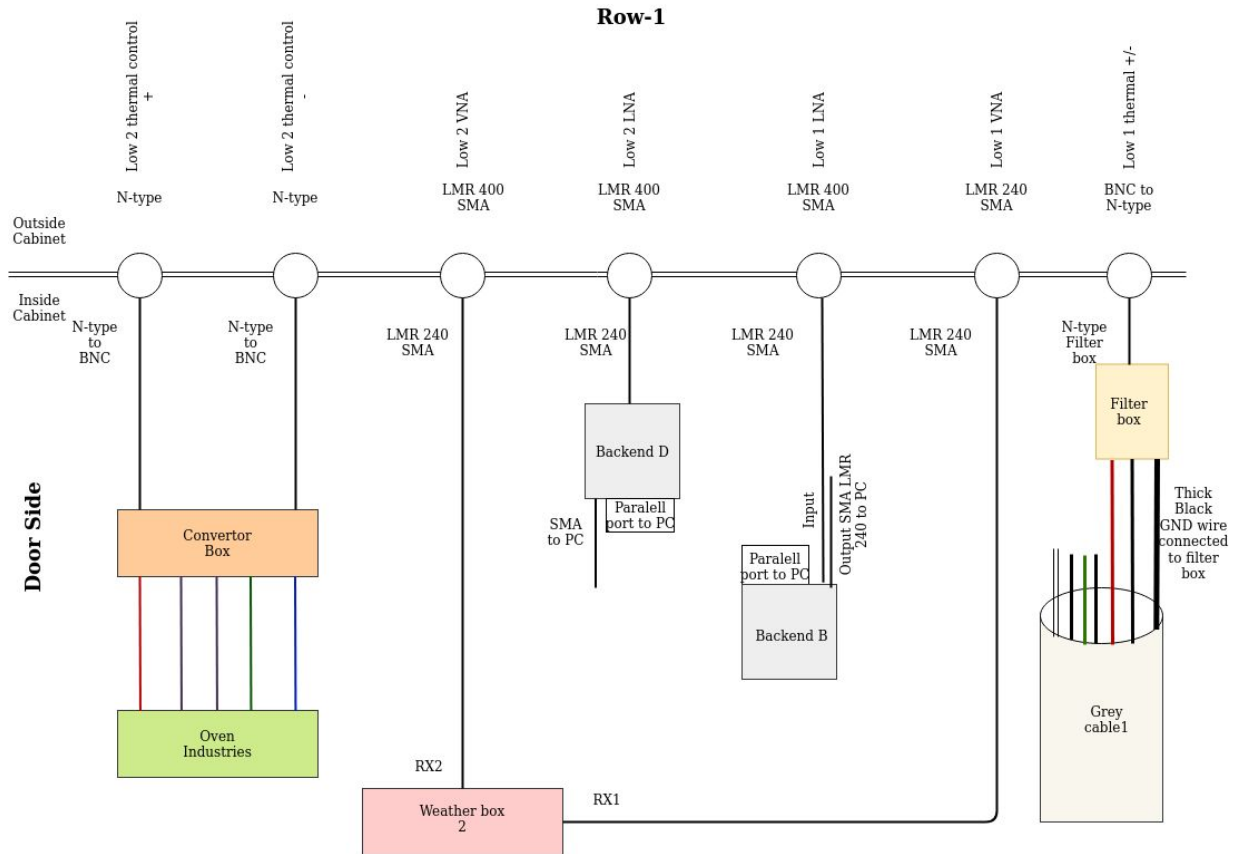 Row-1
Low 2 thermal control
+
Low 2 thermal control
-
Low 2 VNA
Low 2 LNA
Low 1 LNA
Low 1 VNA
Low 1 thermal +/-
N-type
N-type
LMR 400
SMA
LMR 400
SMA
LMR 400
SMA
LMR 240
SMA
BNC to
N-type
Outside
Cabinet
Inside
Cabinet
N-type
to
BNC
N-type
to
BNC
LMR 240
SMA
LMR 240
SMA
LMR 240
SMA
LMR 240
SMA
N-type
Filter
box
Filter
box
Backend D
Paralell
port to PC
SMA
to PC
Input
Output SMA LMR
240 to PC
Paralell
port to PC
Backend B
Thick
Black
GND wire
connected
to filter
box
Door Side
Convertor
Box
Oven
Industries
Grey
cable1
RX2
RX1
Weather box
2